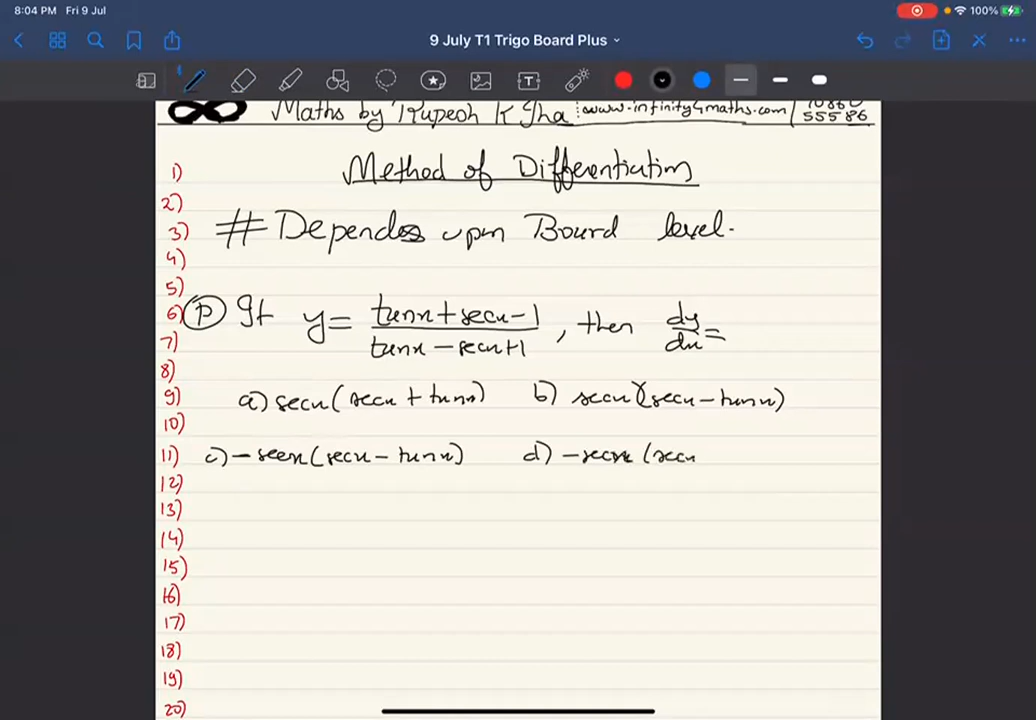 8:04 PM Fri 9 Jul 100%
9 July T1 Trigo Board Plus
Maths by Rupesh K Jha www.infinity4maths.com 55586
Method of Differentiation
# Depends upon Board level.
(P) If y = (tanx + secx - 1)/(tanx - secx + 1), then dy/dx =
a) secx(secx + tanx) b) secx(secx - tanx)
c) -secx(secx - tanx) d) -secx (secx
1)
2)
3)
4)
5)
6)
7)
8)
9)
10)
11)
12)
13)
14)
15)
16)
17)
18)
19)
20)